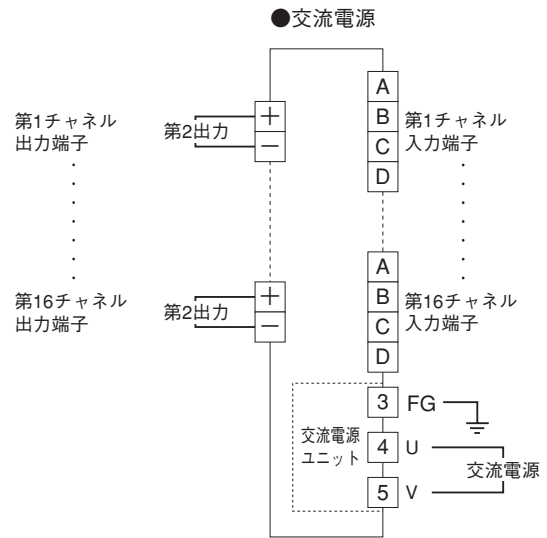 ●交流電源
第1チャネル
出力端子
第2出力
+
−
A
B
C
D
第1チャネル
入力端子
第16チャネル
出力端子
第2出力
+
−
A
B
C
D
第16チャネル
入力端子
交流電源
ユニット
3 FG
4 U
5 V
交流電源